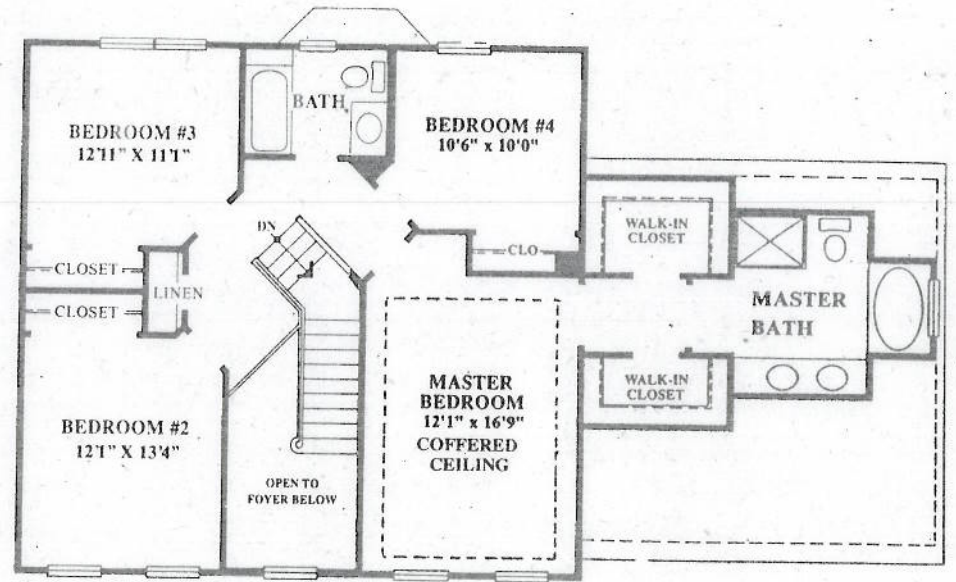 BEDROOM #3
12'11" X 11'1"
BATH
BEDROOM #4
10'6" x 10'0"
DN
WALK-IN
CLOSET
CLO
CLOSET
LINEN
CLOSET
MASTER
BATH
MASTER
BEDROOM
12'1" x 16'9"
COFFERED
CEILING
WALK-IN
CLOSET
BEDROOM #2
12'1" X 13'4"
OPEN TO
FOYER BELOW